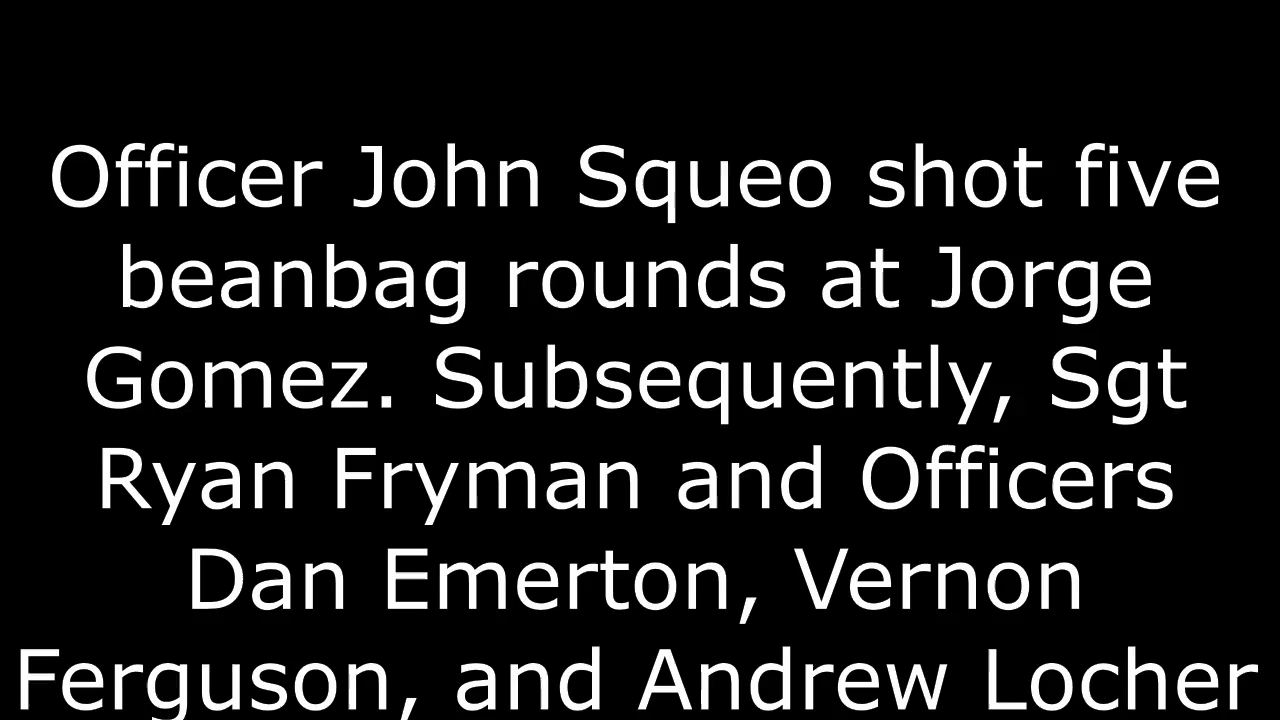 Officer John Squeo shot five
beanbag rounds at Jorge
Gomez. Subsequently, Sgt
Ryan Fryman and Officers
Dan Emerton, Vernon
Ferguson, and Andrew Locher